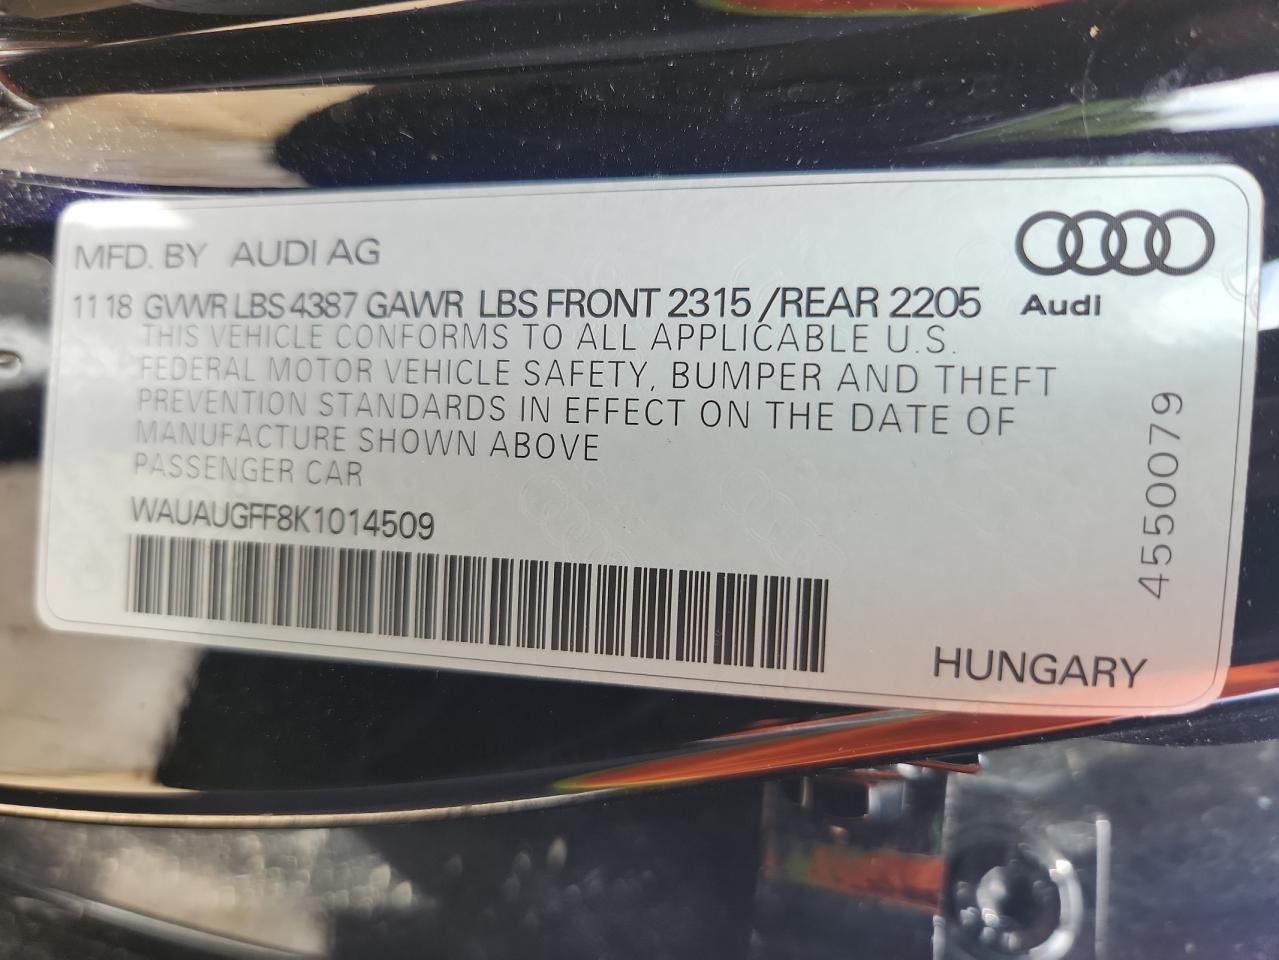 MFD. BY AUDI AG
11 18 GVWR LBS 4387 GAWR LBS FRONT 2315 /REAR 2205
Audi
THIS VEHICLE CONFORMS TO ALL APPLICABLE U.S.
FEDERAL MOTOR VEHICLE SAFETY, BUMPER AND THEFT
PREVENTION STANDARDS IN EFFECT ON THE DATE OF
MANUFACTURE SHOWN ABOVE
PASSENGER CAR
WAUAUGFF8K1014509
4550079
HUNGARY